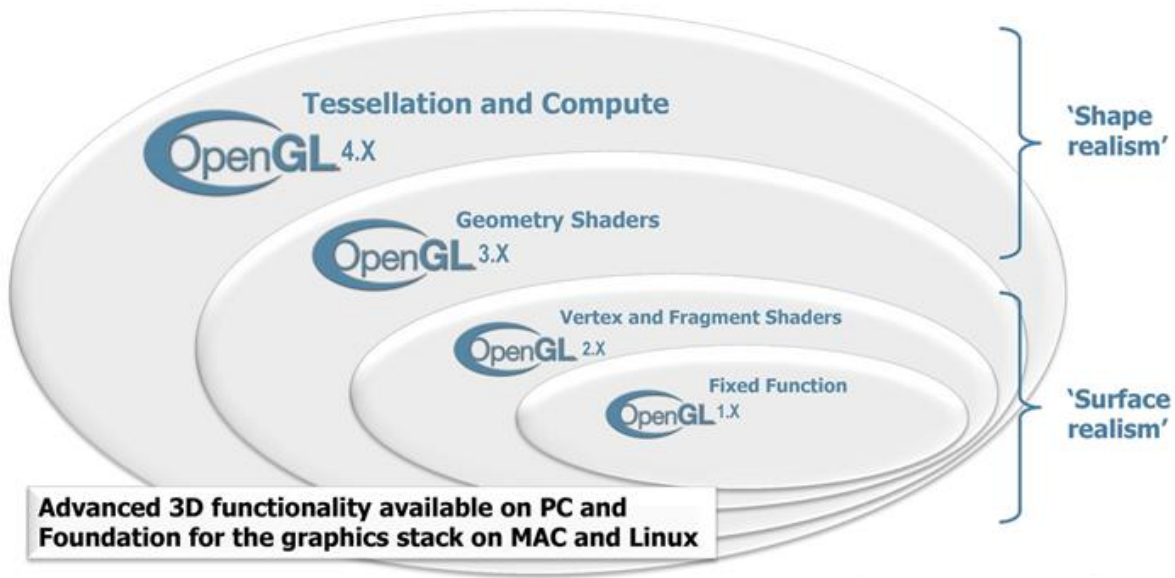 Tessellation and Compute
OpenGL 4.X
'Shape
realism'
Geometry Shaders
OpenGL 3.X
Vertex and Fragment Shaders
OpenGL 2.X
Fixed Function
OpenGL 1.X
'Surface
realism'
Advanced 3D functionality available on PC and
Foundation for the graphics stack on MAC and Linux